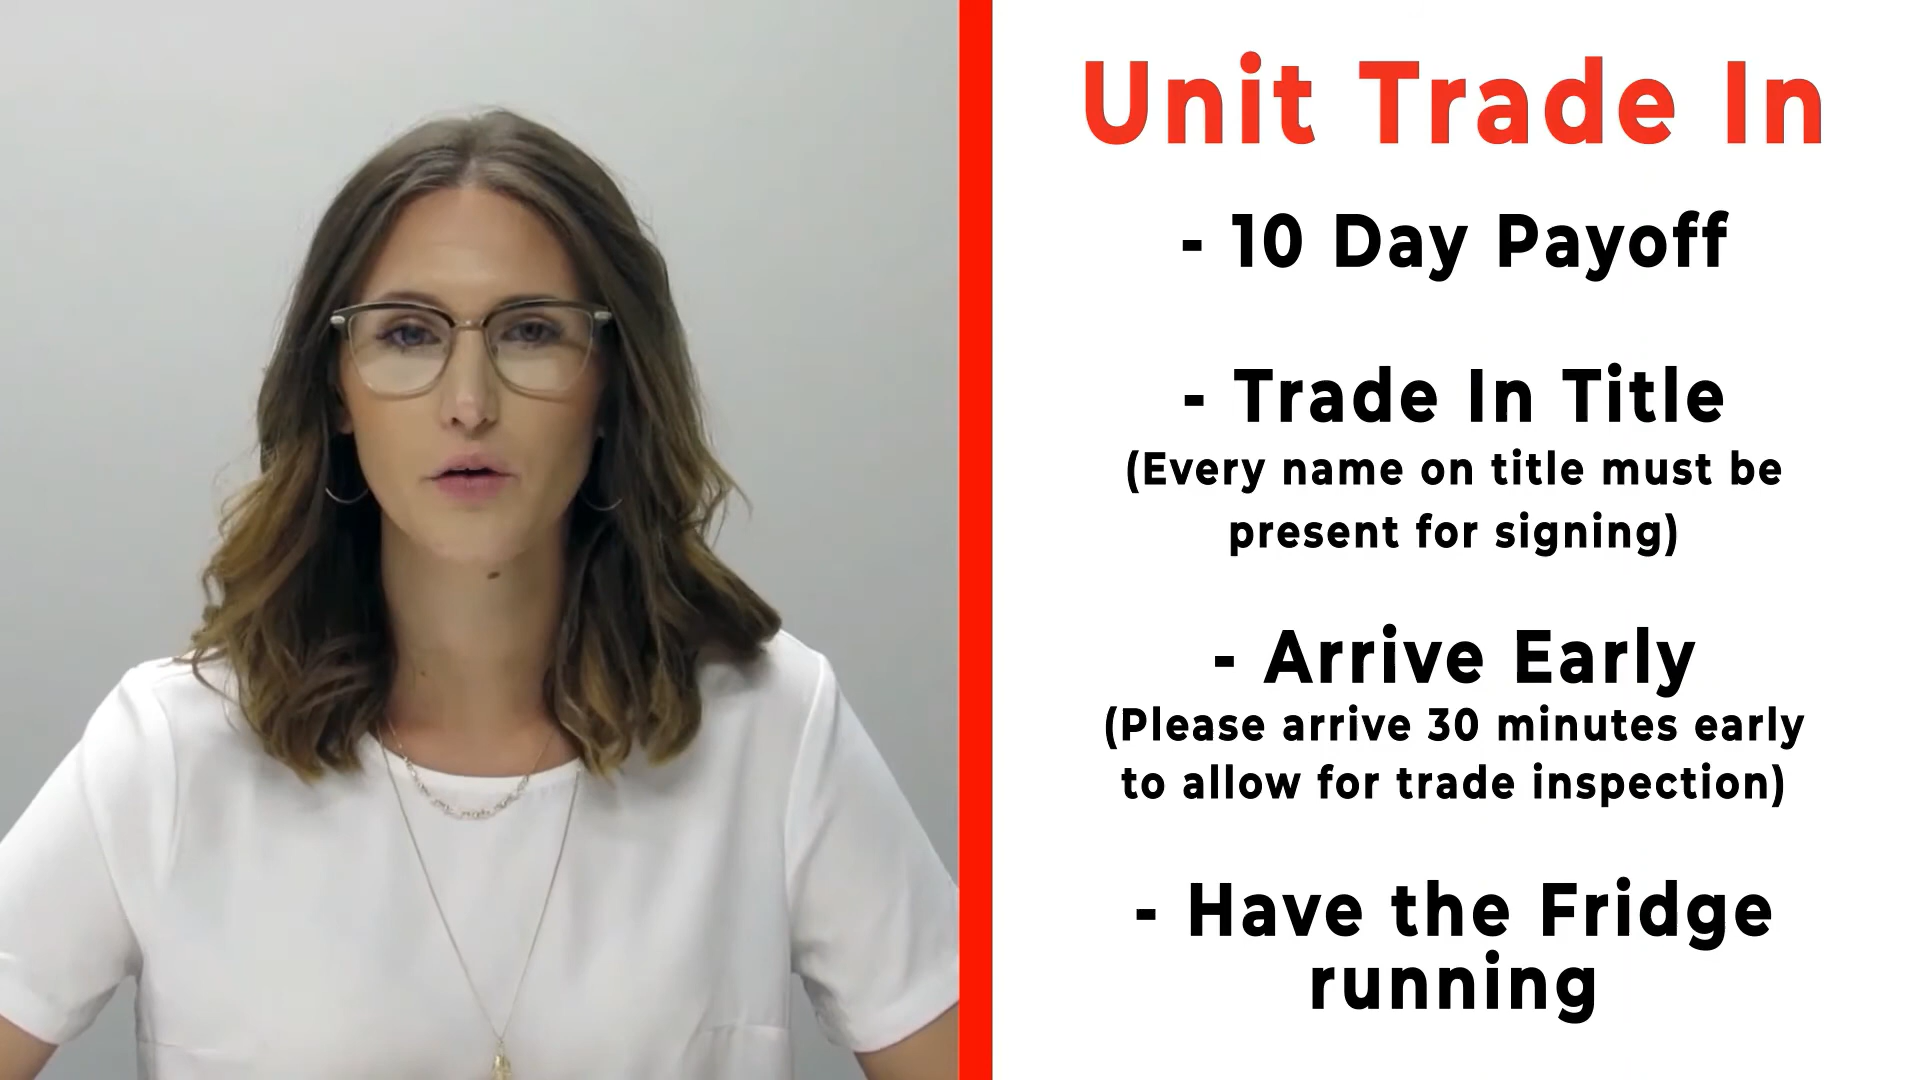 Unit Trade In
- 10 Day Payoff
- Trade In Title
(Every name on title must be
present for signing)
- Arrive Early
(Please arrive 30 minutes early
to allow for trade inspection)
- Have the Fridge
running